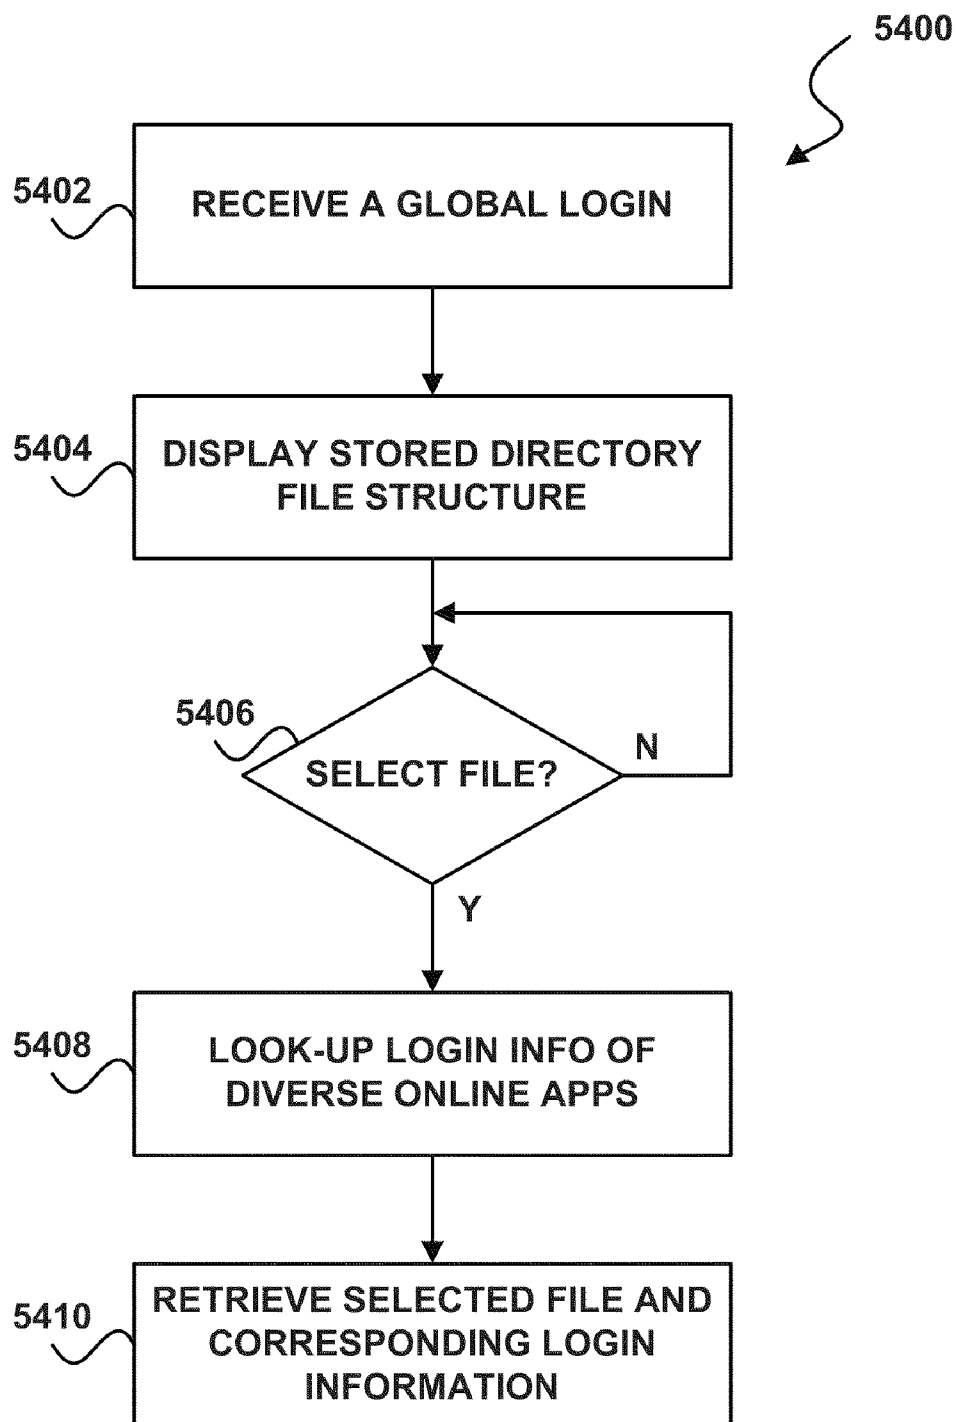 5400
5402
RECEIVE A GLOBAL LOGIN
5404
DISPLAY STORED DIRECTORY
FILE STRUCTURE
5406
SELECT FILE?
N
Y
5408
LOOK-UP LOGIN INFO OF
DIVERSE ONLINE APPS
5410
RETRIEVE SELECTED FILE AND
CORRESPONDING LOGIN
INFORMATION